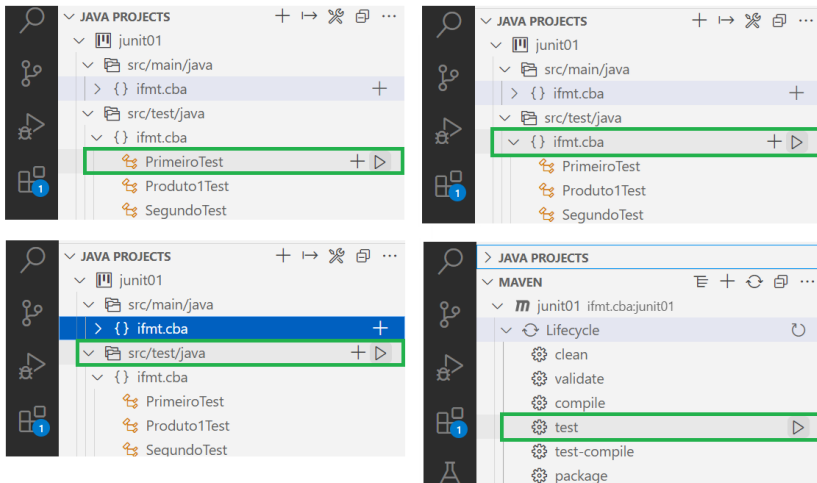 JAVA PROJECTS
junit01
src/main/java
{} ifmt.cba
src/test/java
{} ifmt.cba
PrimeiroTest
Produto1Test
SegundoTest
1
JAVA PROJECTS
junit01
src/main/java
{} ifmt.cba
src/test/java
{} ifmt.cba
PrimeiroTest
Produto1Test
SegundoTest
1
JAVA PROJECTS
junit01
src/main/java
{} ifmt.cba
src/test/java
{} ifmt.cba
PrimeiroTest
Produto1Test
SegundoTest
1
JAVA PROJECTS
MAVEN
m junit01 ifmt.cba:junit01
Lifecycle
clean
validate
compile
test
test-compile
package
1